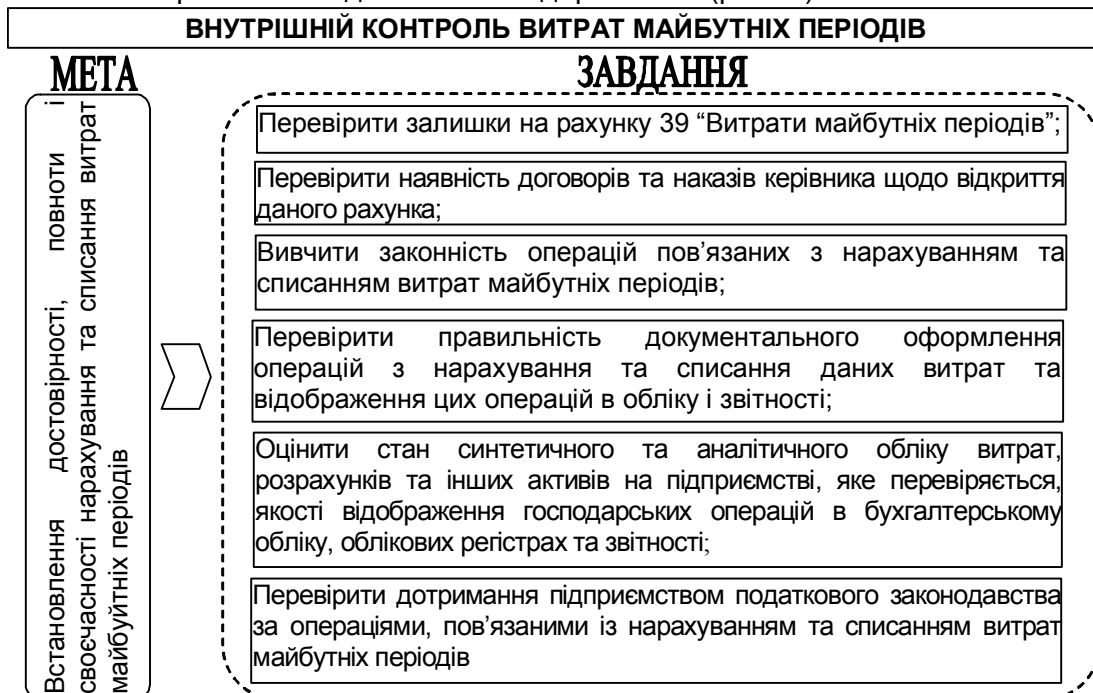 ВНУТРІШНІЙ КОНТРОЛЬ ВИТРАТ МАЙБУТНІХ ПЕРІОДІВ
МЕТА
ЗАВДАННЯ
Встановлення достовірності, повноти і
своєчасності нарахування та списання витрат
майбуйтніх періодів
Перевірити залишки на рахунку 39 “Витрати майбутніх періодів”;
Перевірити наявність договорів та наказів керівника щодо відкриття
даного рахунка;
Вивчити законність операцій пов’язаних з нарахуванням та
списанням витрат майбутніх періодів;
Перевірити правильність документального оформлення
операцій з нарахування та списання даних витрат та
відображення цих операцій в обліку і звітності;
Оцінити стан синтетичного та аналітичного обліку витрат,
розрахунків та інших активів на підприємстві, яке перевіряється,
якості відображення господарських операцій в бухгалтерському
обліку, облікових регістрах та звітності;
Перевірити дотримання підприємством податкового законодавства
за операціями, пов’язаними із нарахуванням та списанням витрат
майбутніх періодів